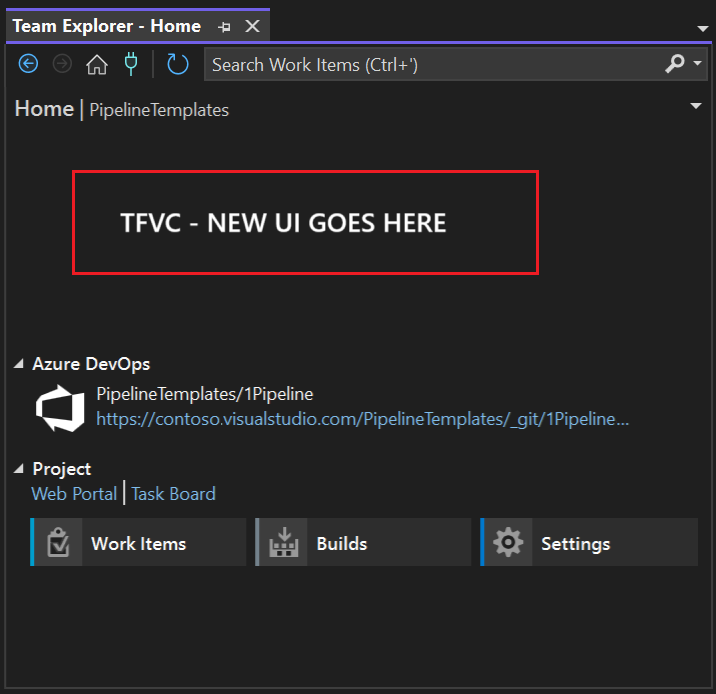 Team Explorer - Home
Search Work Items (Ctrl+')
Home | PipelineTemplates
TFVC - NEW UI GOES HERE
Azure DevOps
PipelineTemplates/1Pipeline
https://contoso.visualstudio.com/PipelineTemplates/_git/1Pipeline...
Project
Web Portal | Task Board
Work Items Builds Settings